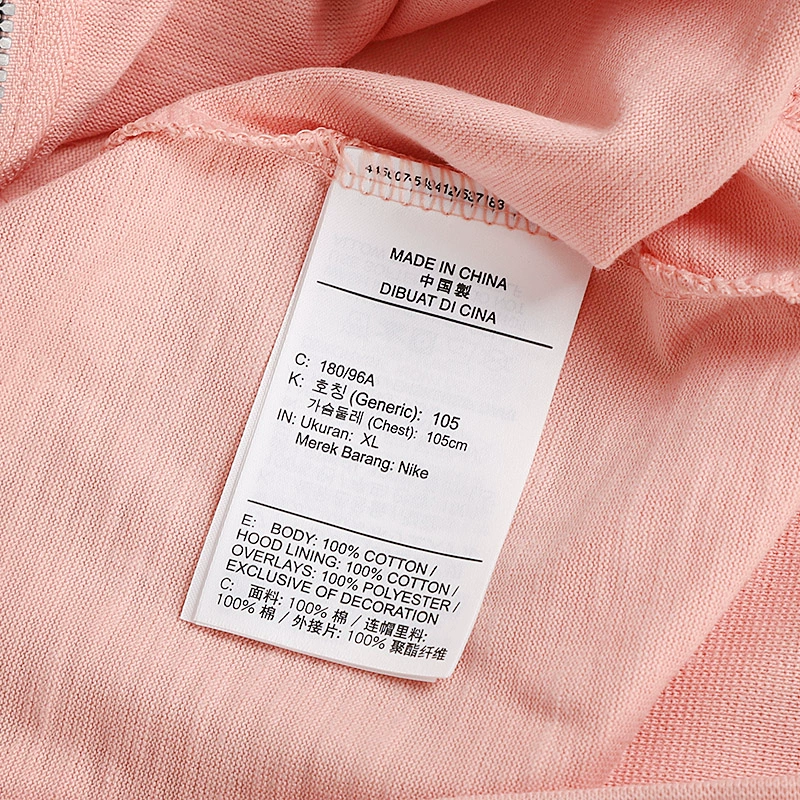 MADE IN CHINA
中国製
DIBUAT DI CINA
C: 180/96A
K: 호칭 (Generic): 105
가슴둘레 (Chest): 105cm
IN: Ukuran: XL
Merek Barang: Nike
E: BODY: 100% COTTON /
HOOD LINING: 100% COTTON /
OVERLAYS: 100% POLYESTER /
EXCLUSIVE OF DECORATION
C: 面料: 100% 棉 / 连帽里料:
100% 棉 / 外接片: 100% 聚酯纤维